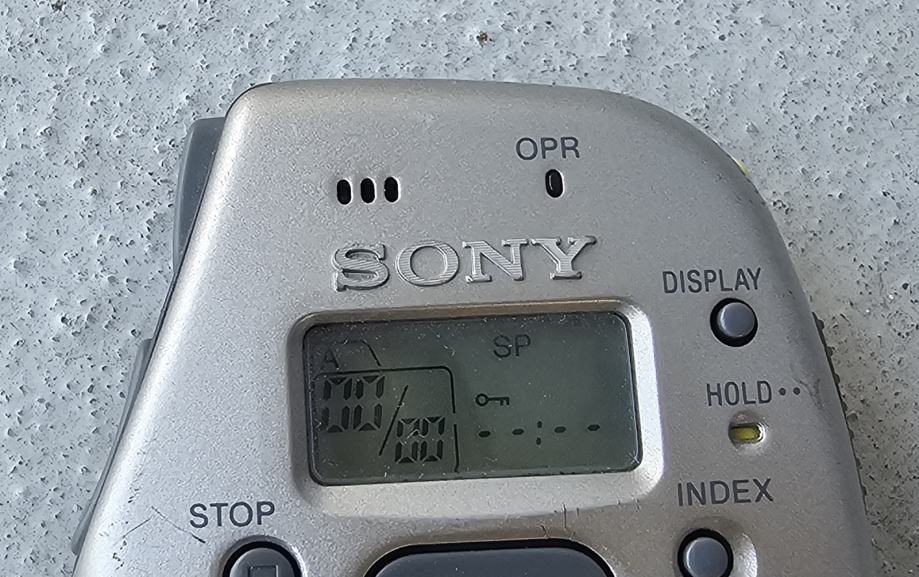 OPR
SONY
DISPLAY
A SP
00/00
--:--
HOLD
INDEX
STOP